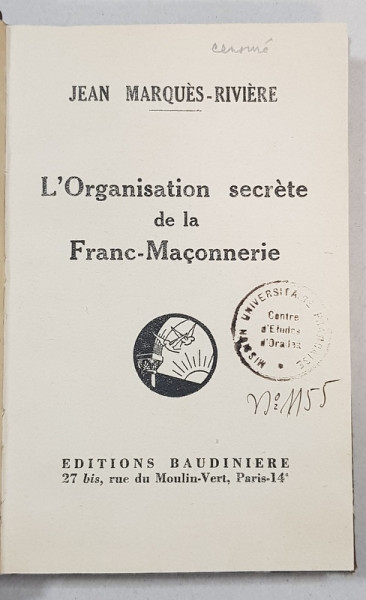 JEAN MARQUÈS-RIVIÈRE
L'Organisation secrète
de la
Franc-Maçonnerie
UNIVERSITAIRE
Centre
d'Etudes
Nº 1155
EDITIONS BAUDINIERE
27 bis, rue du Moulin-Vert, Paris-14ᵉ